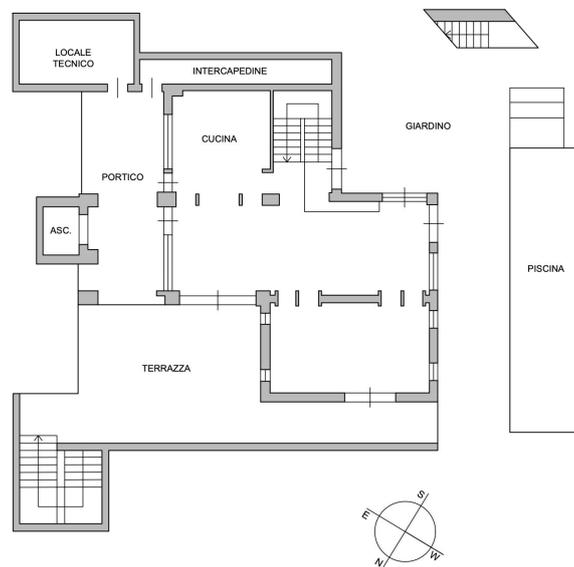 LOCALE
TECNICO
INTERCAPEDINE
CUCINA
GIARDINO
PORTICO
ASC.
PISCINA
TERRAZZA
S
E
W
N